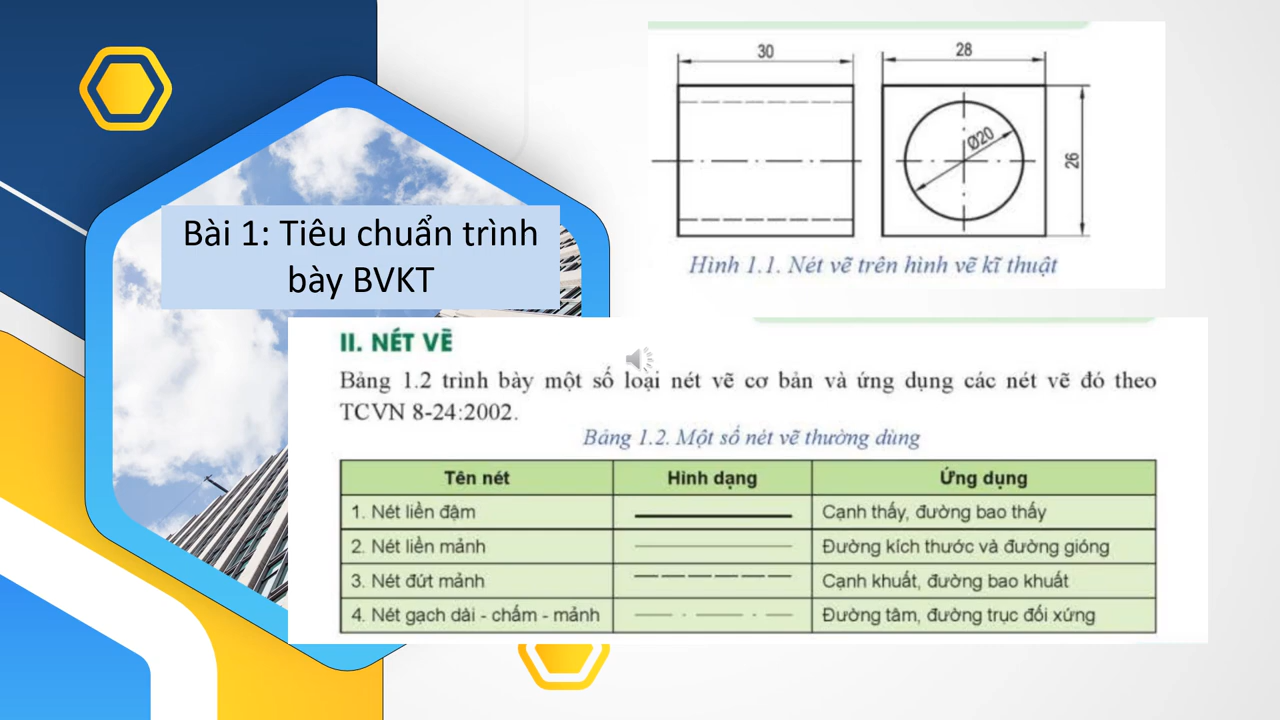 30
28
Ø20
26
Hình 1.1. Nét vẽ trên hình vẽ kĩ thuật
Bài 1: Tiêu chuẩn trình
bày BVKT
II. NÉT VẼ
Bảng 1.2 trình bày một số loại nét vẽ cơ bản và ứng dụng các nét vẽ đó theo
TCVN 8-24:2002.
Bảng 1.2. Một số nét vẽ thường dùng
Tên nét Hình dạng Ứng dụng
1. Nét liền đậm Cạnh thấy, đường bao thấy
2. Nét liền mảnh Đường kích thước và đường gióng
3. Nét đứt mảnh Cạnh khuất, đường bao khuất
4. Nét gạch dài - chấm - mảnh Đường tâm, đường trục đối xứng